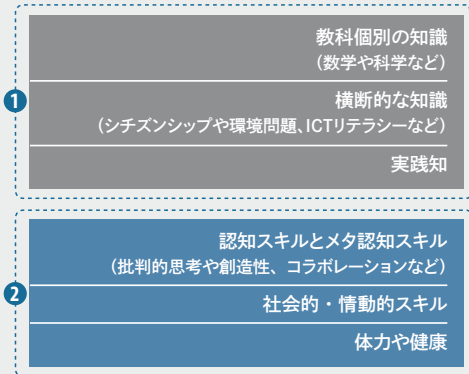 1
教科個別の知識
(数学や科学など)
横断的な知識
(シチズンシップや環境問題、ICTリテラシーなど)
実践知
2
認知スキルとメタ認知スキル
(批判的思考や創造性、コラボレーションなど)
社会的・情動的スキル
体力や健康